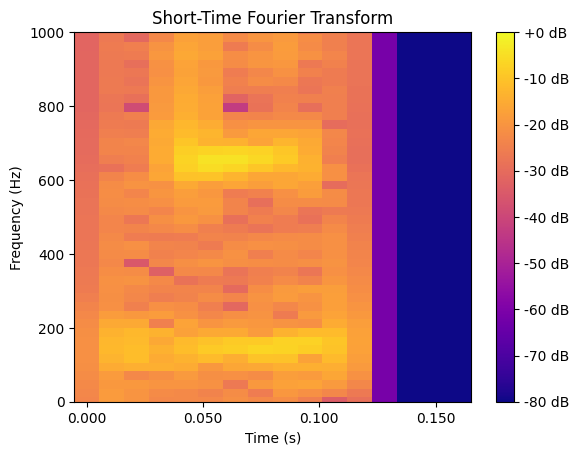 Short-Time Fourier Transform
1000
800
600
400
200
0
Frequency (Hz)
0.000
0.050
0.100
0.150
Time (s)
+0 dB
-10 dB
-20 dB
-30 dB
-40 dB
-50 dB
-60 dB
-70 dB
-80 dB